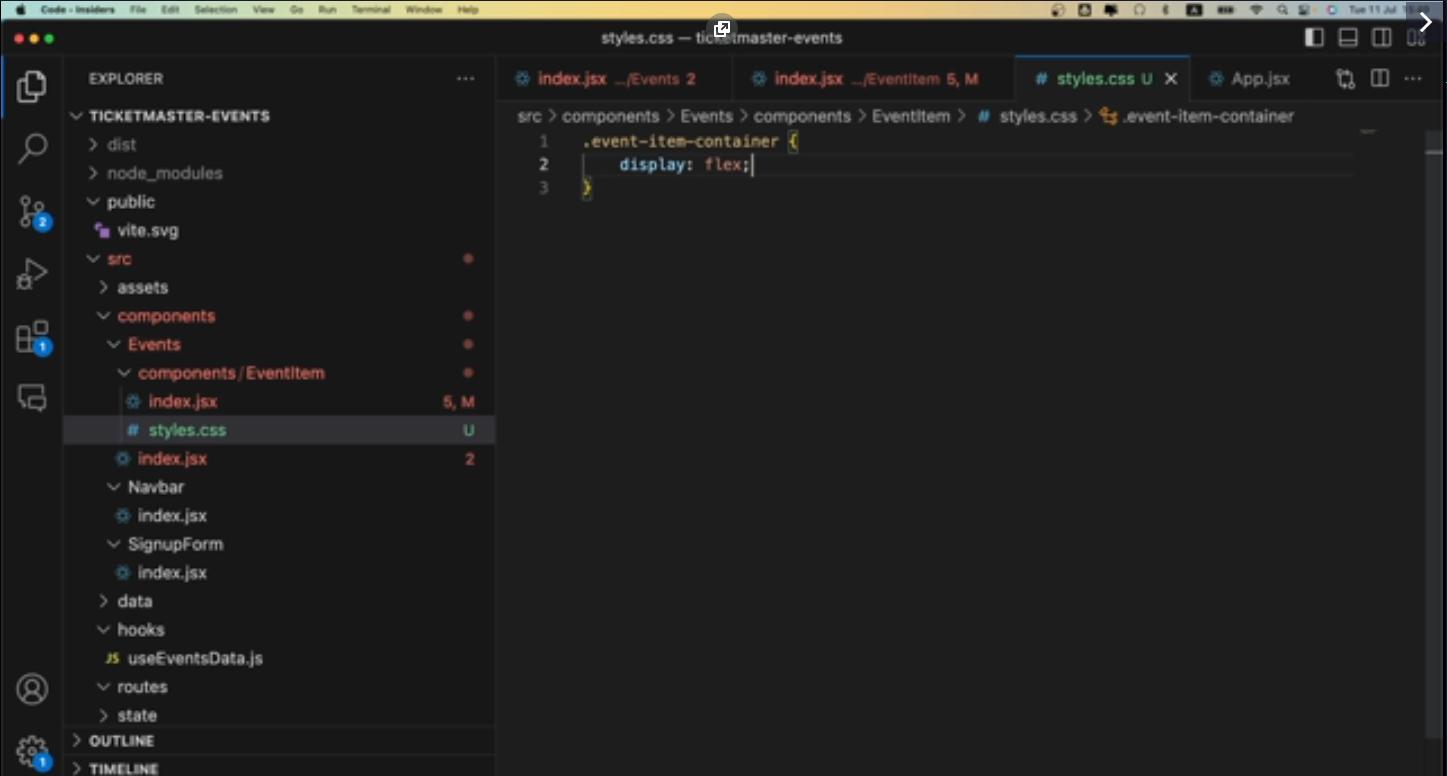 Code - Insiders File Edit Selection View Go Run Terminal Window Help
Tue 11 Jul
styles.css — ticketmaster-events
EXPLORER
TICKETMASTER-EVENTS
dist
node_modules
public
vite.svg
src
assets
components
Events
components/EventItem
index.jsx 5, M
styles.css U
index.jsx 2
Navbar
index.jsx
SignupForm
index.jsx
data
hooks
JS useEventsData.js
routes
state
OUTLINE
TIMELINE
2
1
1
index.jsx .../Events 2
index.jsx .../EventItem 5, M
# styles.css U
App.jsx
src > components > Events > components > EventItem > # styles.css > .event-item-container
1 .event-item-container {
2 display: flex;
3 }